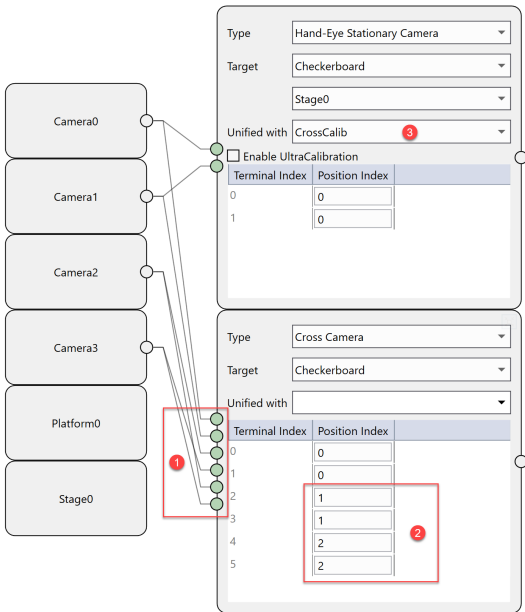 Camera0
Camera1
Camera2
Camera3
Platform0
Stage0
Type Hand-Eye Stationary Camera
Target Checkerboard
Stage0
Unified with CrossCalib 3
Enable UltraCalibration
Terminal Index Position Index
0 0
1 0
Type Cross Camera
Target Checkerboard
Unified with
Terminal Index Position Index
0 0
1 0
2 1
3 1
4 2
5 2
1
2